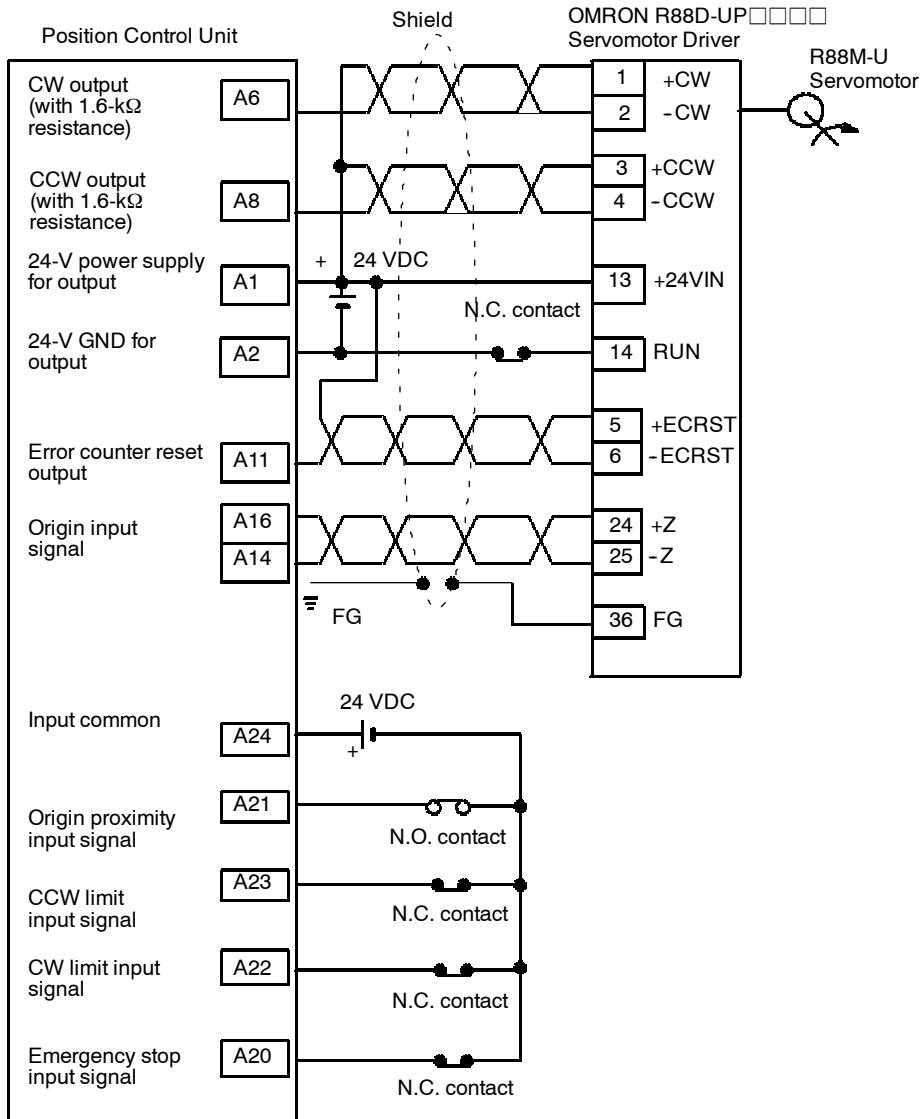 Shield
OMRON R88D-UP□□□□
Servomotor Driver
Position Control Unit
R88M-U
Servomotor
CW output
(with 1.6-kΩ
resistance)
A6
1 +CW
2 -CW
CCW output
(with 1.6-kΩ
resistance)
A8
3 +CCW
4 -CCW
24-V power supply
for output
A1
+ 24 VDC
13 +24VIN
N.C. contact
24-V GND for
output
A2
14 RUN
Error counter reset
output
A11
5 +ECRST
6 -ECRST
Origin input
signal
A16
A14
24 +Z
25 -Z
FG
36 FG
24 VDC
Input common
A24
+
Origin proximity
input signal
A21
N.O. contact
CCW limit
input signal
A23
N.C. contact
CW limit input
signal
A22
N.C. contact
Emergency stop
input signal
A20
N.C. contact